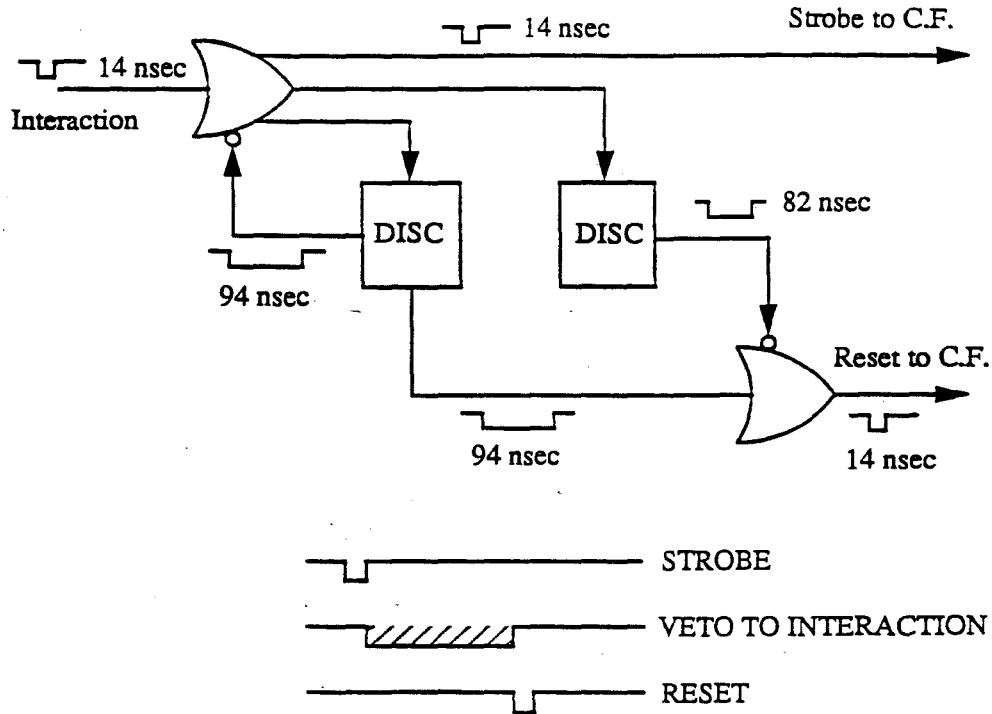 14 nsec
Strobe to C.F.
14 nsec
Interaction
DISC
DISC
82 nsec
94 nsec
Reset to C.F.
94 nsec
14 nsec
STROBE
VETO TO INTERACTION
RESET